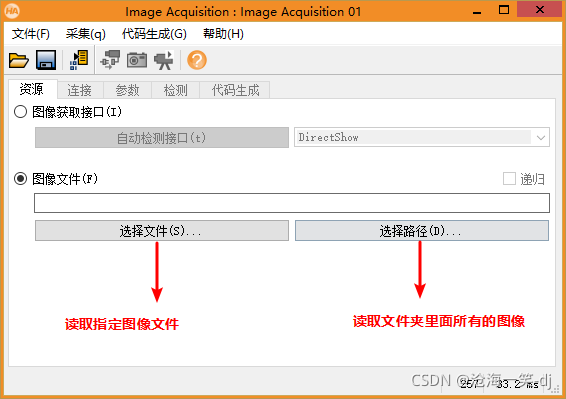 Image Acquisition : Image Acquisition 01
文件(F) 采集(q) 代码生成(G) 帮助(H)
资源 连接 参数 检测 代码生成
图像获取接口(I)
自动检测接口(t) DirectShow
图像文件(F) 递归
选择文件(S)... 选择路径(D)...
读取指定图像文件 读取文件夹里面所有的图像
CSDN @沧海一笑-dj
33.2 ms